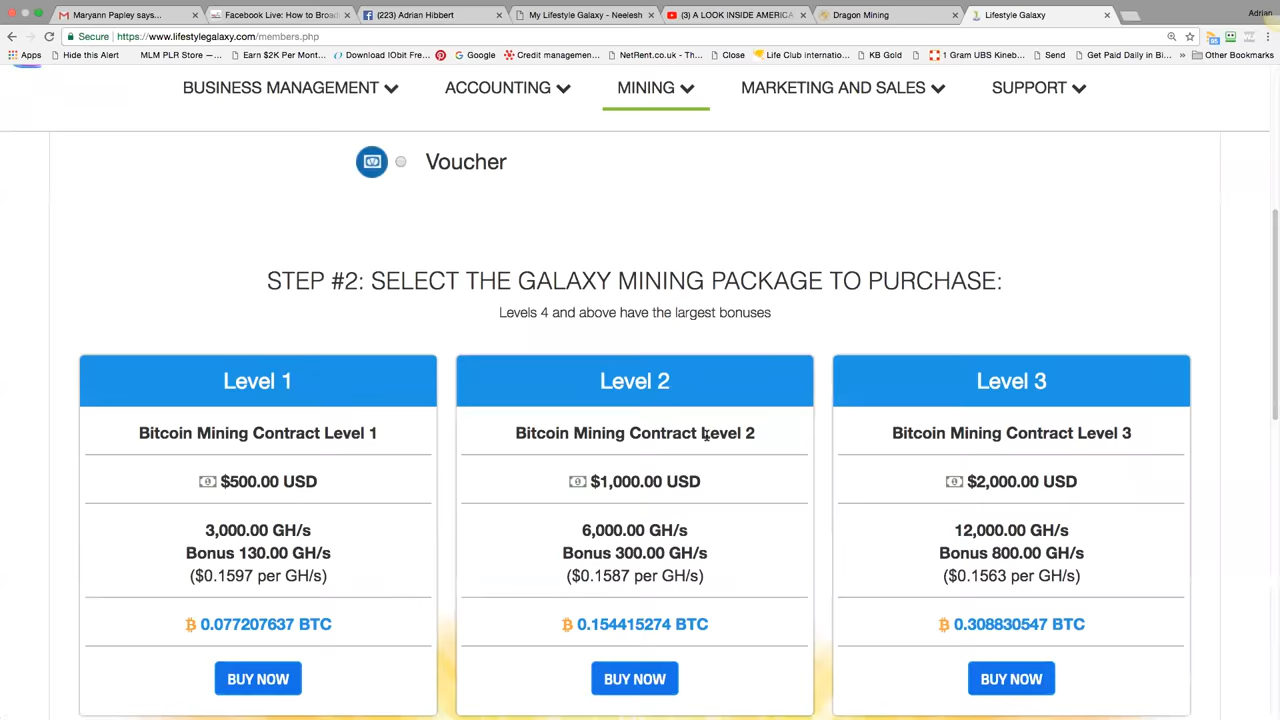 Maryann Papley says...
Facebook Live: How to Broad
(223) Adrian Hibbert
My Lifestyle Galaxy - Neelesh
(3) A LOOK INSIDE AMERICA
Dragon Mining
Lifestyle Galaxy
Adrian
Secure
https://www.lifestylegalaxy.com/members.php
Apps
Hide this Alert
MLM PLR Store —...
Earn $2K Per Mont...
Download IObit Fre...
Google
Credit managemen...
NetRent.co.uk - Th...
Close
Life Club internatio...
KB Gold
1 Gram UBS Kineb...
Send
Get Paid Daily in Bi...
»
Other Bookmarks
BUSINESS MANAGEMENT
ACCOUNTING
MINING
MARKETING AND SALES
SUPPORT
Voucher
STEP #2: SELECT THE GALAXY MINING PACKAGE TO PURCHASE:
Levels 4 and above have the largest bonuses
Level 1
Bitcoin Mining Contract Level 1
$500.00 USD
3,000.00 GH/s
Bonus 130.00 GH/s
($0.1597 per GH/s)
0.077207637 BTC
BUY NOW
Level 2
Bitcoin Mining Contract Level 2
$1,000.00 USD
6,000.00 GH/s
Bonus 300.00 GH/s
($0.1587 per GH/s)
0.154415274 BTC
BUY NOW
Level 3
Bitcoin Mining Contract Level 3
$2,000.00 USD
12,000.00 GH/s
Bonus 800.00 GH/s
($0.1563 per GH/s)
0.308830547 BTC
BUY NOW